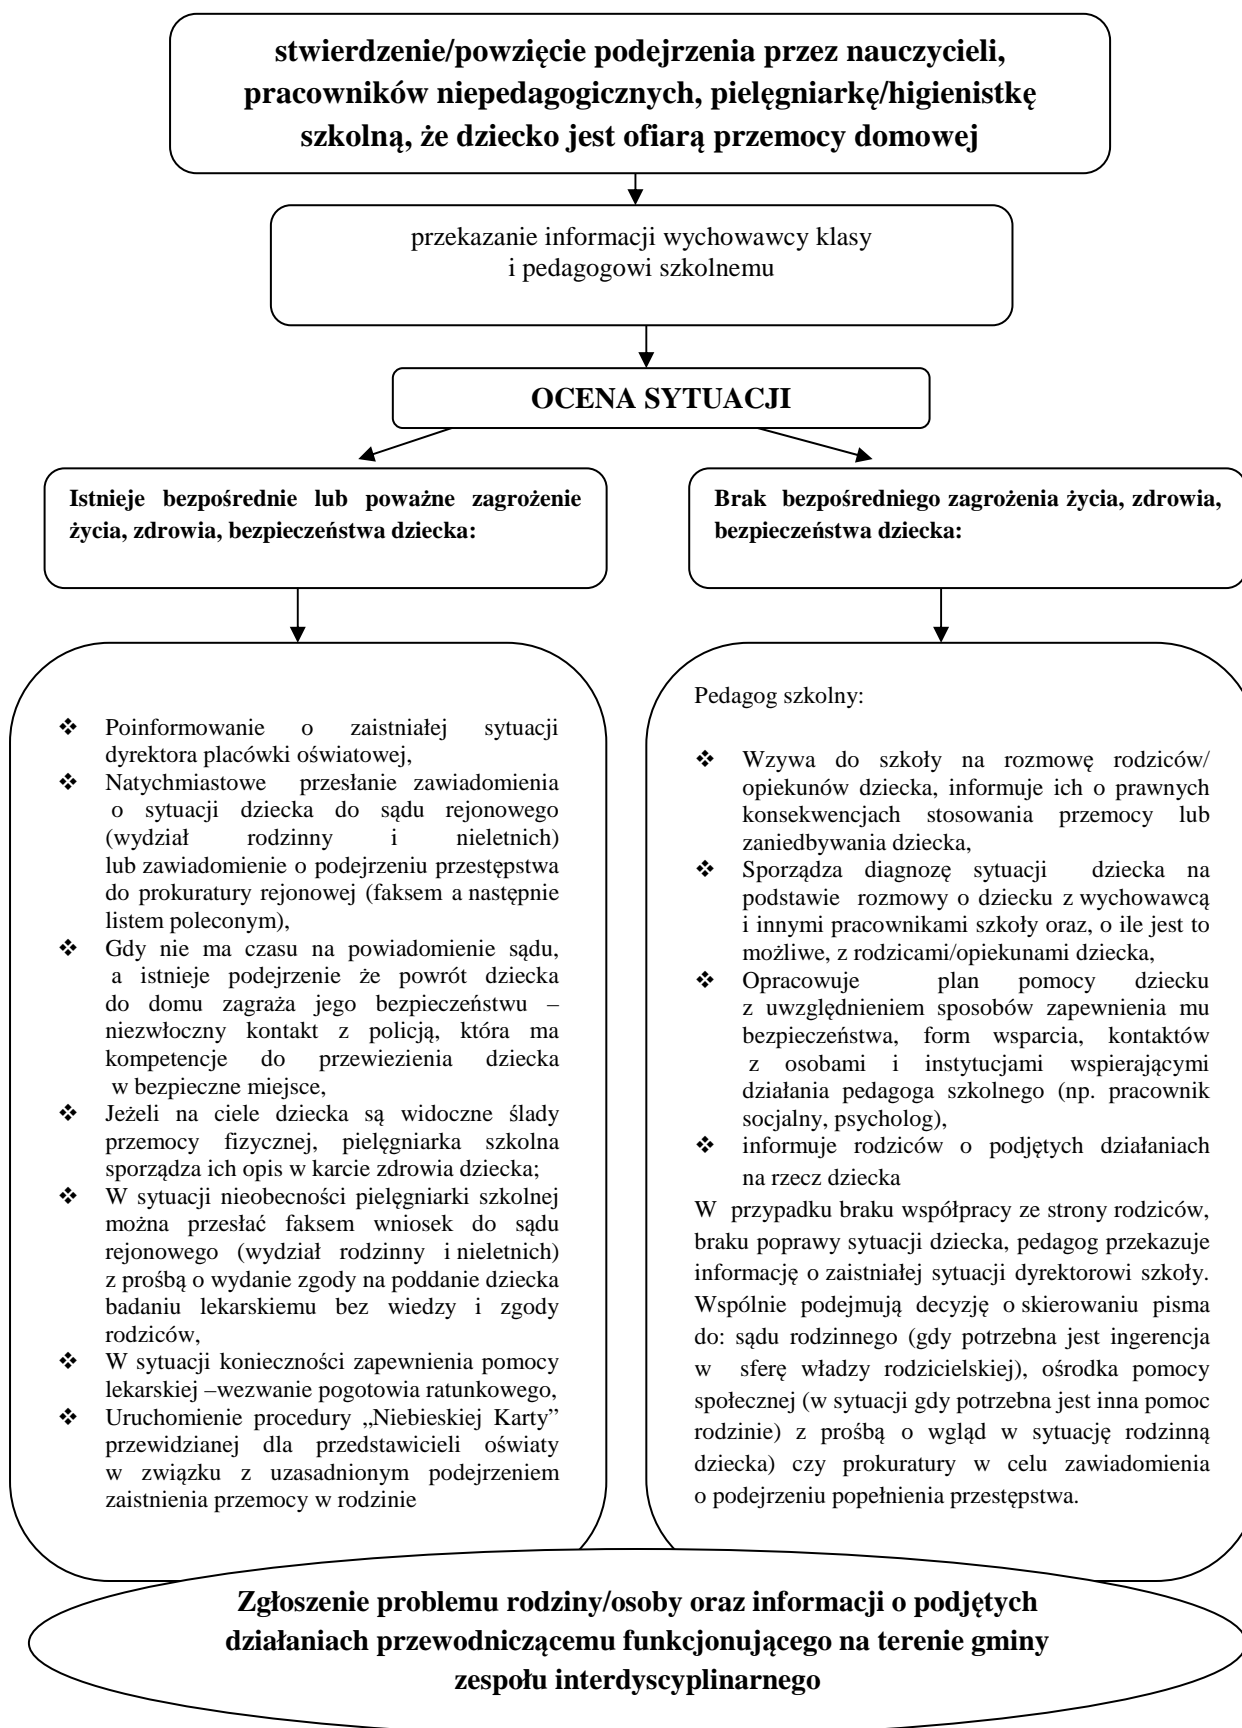 stwierdzenie/powzięcie podejrzenia przez nauczycieli,
pracowników niepedagogicznych, pielęgniarkę/higienistkę
szkolną, że dziecko jest ofiarą przemocy domowej
przekazanie informacji wychowawcy klasy
i pedagogowi szkolnemu
OCENA SYTUACJI
Istnieje bezpośrednie lub poważne zagrożenie
życia, zdrowia, bezpieczeństwa dziecka:
❖ Poinformowanie o zaistniałej sytuacji
dyrektora placówki oświatowej,
❖ Natychmiastowe przesłanie zawiadomienia
o sytuacji dziecka do sądu rejonowego
(wydział rodzinny i nieletnich)
lub zawiadomienie o podejrzeniu przestępstwa
do prokuratury rejonowej (faksem a następnie
listem poleconym),
❖ Gdy nie ma czasu na powiadomienie sądu,
a istnieje podejrzenie że powrót dziecka
do domu zagraża jego bezpieczeństwu –
niezwłoczny kontakt z policją, która ma
kompetencje do przewiezienia dziecka
w bezpieczne miejsce,
❖ Jeżeli na ciele dziecka są widoczne ślady
przemocy fizycznej, pielęgniarka szkolna
sporządza ich opis w karcie zdrowia dziecka;
❖ W sytuacji nieobecności pielęgniarki szkolnej
można przesłać faksem wniosek do sądu
rejonowego (wydział rodzinny i nieletnich)
z prośbą o wydanie zgody na poddanie dziecka
badaniu lekarskiemu bez wiedzy i zgody
rodziców,
❖ W sytuacji konieczności zapewnienia pomocy
lekarskiej –wezwanie pogotowia ratunkowego,
❖ Uruchomienie procedury „Niebieskiej Karty”
przewidzianej dla przedstawicieli oświaty
w związku z uzasadnionym podejrzeniem
zaistnienia przemocy w rodzinie
Brak bezpośredniego zagrożenia życia, zdrowia,
bezpieczeństwa dziecka:
Pedagog szkolny:
❖ Wzywa do szkoły na rozmowę rodziców/
opiekunów dziecka, informuje ich o prawnych
konsekwencjach stosowania przemocy lub
zaniedbywania dziecka,
❖ Sporządza diagnozę sytuacji dziecka na
podstawie rozmowy o dziecku z wychowawcą
i innymi pracownikami szkoły oraz, o ile jest to
możliwe, z rodzicami/opiekunami dziecka,
❖ Opracowuje plan pomocy dziecku
z uwzględnieniem sposobów zapewnienia mu
bezpieczeństwa, form wsparcia, kontaktów
z osobami i instytucjami wspierającymi
działania pedagoga szkolnego (np. pracownik
socjalny, psycholog),
❖ informuje rodziców o podjętych działaniach
na rzecz dziecka
W przypadku braku współpracy ze strony rodziców,
braku poprawy sytuacji dziecka, pedagog przekazuje
informację o zaistniałej sytuacji dyrektorowi szkoły.
Wspólnie podejmują decyzję o skierowaniu pisma
do: sądu rodzinnego (gdy potrzebna jest ingerencja
w sferę władzy rodzicielskiej), ośrodka pomocy
społecznej (w sytuacji gdy potrzebna jest inna pomoc
rodzinie) z prośbą o wgląd w sytuację rodzinną
dziecka) czy prokuratury w celu zawiadomienia
o podejrzeniu popełnienia przestępstwa.
Zgłoszenie problemu rodziny/osoby oraz informacji o podjętych
działaniach przewodniczącemu funkcjonującego na terenie gminy
zespołu interdyscyplinarnego